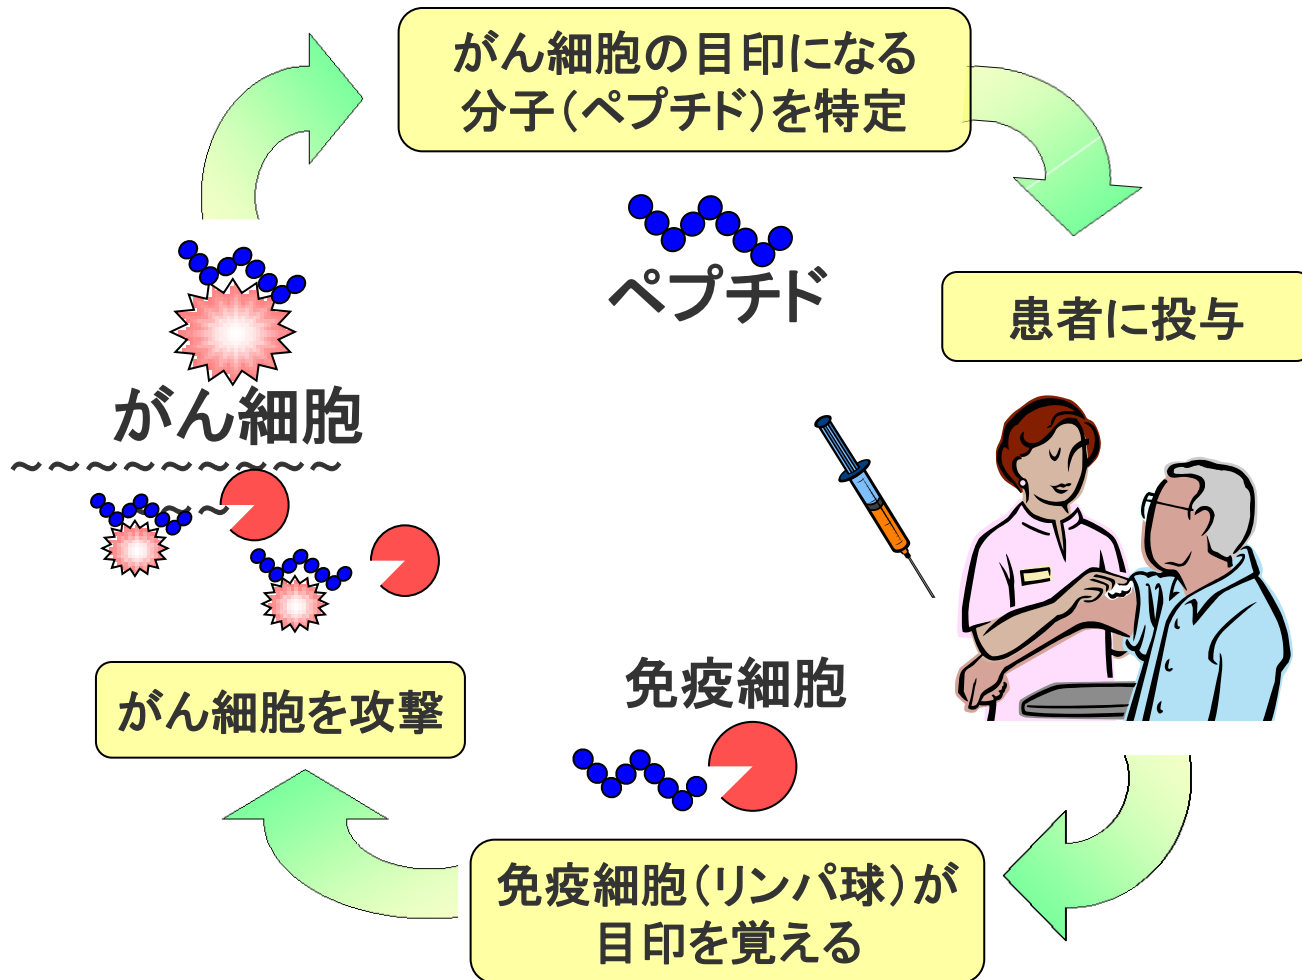 がん細胞の目印になる
分子(ペプチド)を特定
ペプチド
患者に投与
がん細胞
~~~~~~~~~
~~~
免疫細胞
がん細胞を攻撃
免疫細胞(リンパ球)が
目印を覚える